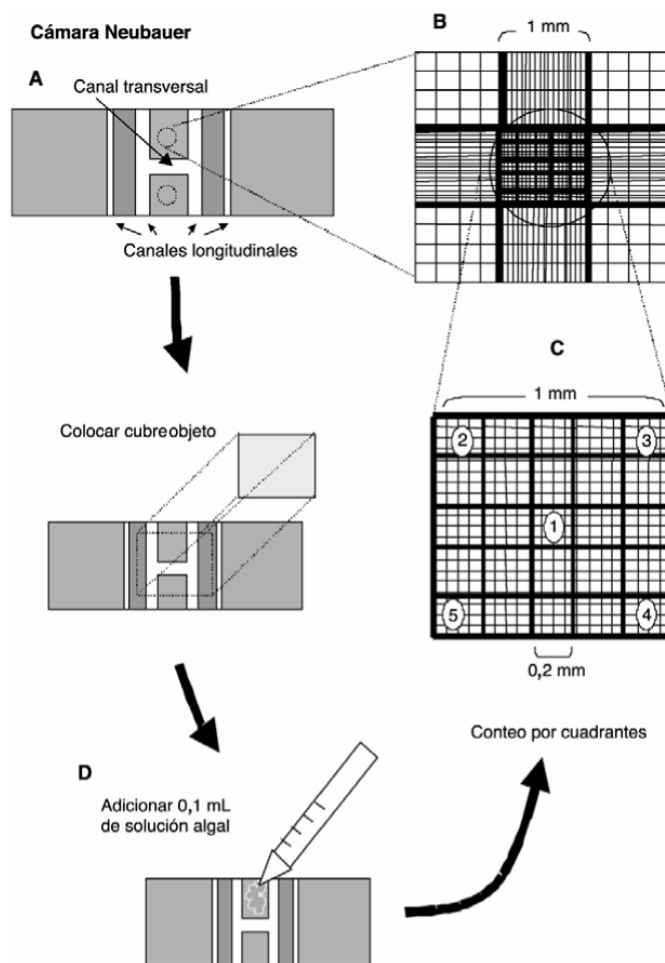 Cámara Neubauer
A
Canal transversal
Canales longitudinales
B
1 mm
C
1 mm
2
3
1
5
4
0,2 mm
Colocar cubreobjeto
Conteo por cuadrantes
D
Adicionar 0,1 mL
de solución algal